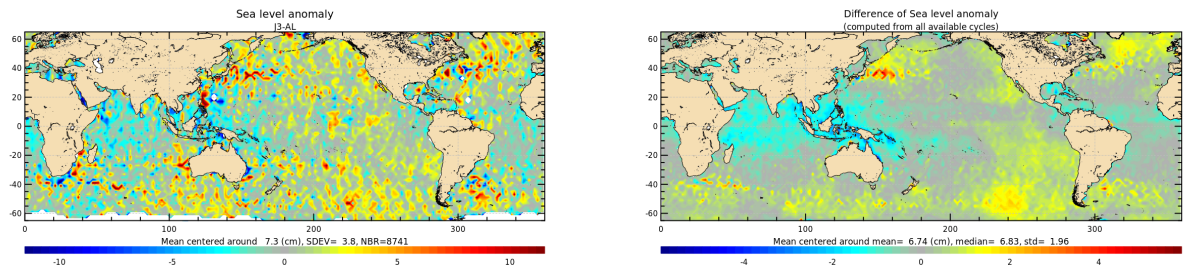 Sea level anomaly
J3-AL
60
40
20
0
-20
-40
-60
0 100 200 300
Mean centered around 7.3 (cm), SDEV= 3.8, NBR=8741
-10 -5 0 5 10
Difference of Sea level anomaly
(computed from all available cycles)
60
40
20
0
-20
-40
-60
0 100 200 300
Mean centered around mean= 6.74 (cm), median= 6.83, std= 1.96
-4 -2 0 2 4